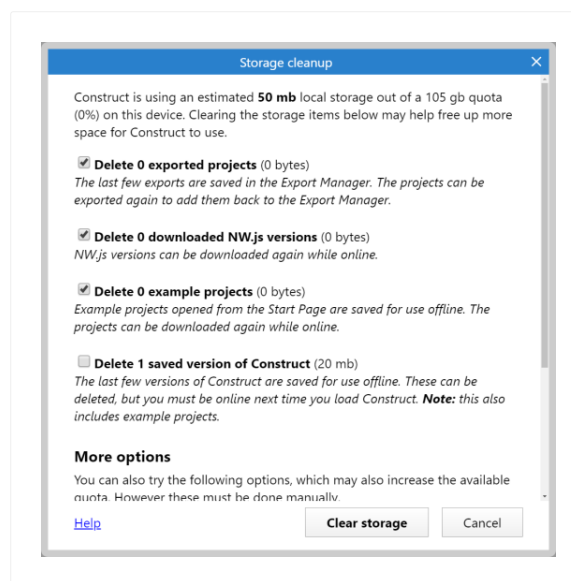 Storage cleanup
Construct is using an estimated 50 mb local storage out of a 105 gb quota
(0%) on this device. Clearing the storage items below may help free up more
space for Construct to use.
Delete 0 exported projects (0 bytes)
The last few exports are saved in the Export Manager. The projects can be
exported again to add them back to the Export Manager.
Delete 0 downloaded NW.js versions (0 bytes)
NW.js versions can be downloaded again while online.
Delete 0 example projects (0 bytes)
Example projects opened from the Start Page are saved for use offline. The
projects can be downloaded again while online.
Delete 1 saved version of Construct (20 mb)
The last few versions of Construct are saved for use offline. These can be
deleted, but you must be online next time you load Construct. Note: this also
includes example projects.
More options
You can also try the following options, which may also increase the available
quota. However these must be done manually.
Help
Clear storage
Cancel